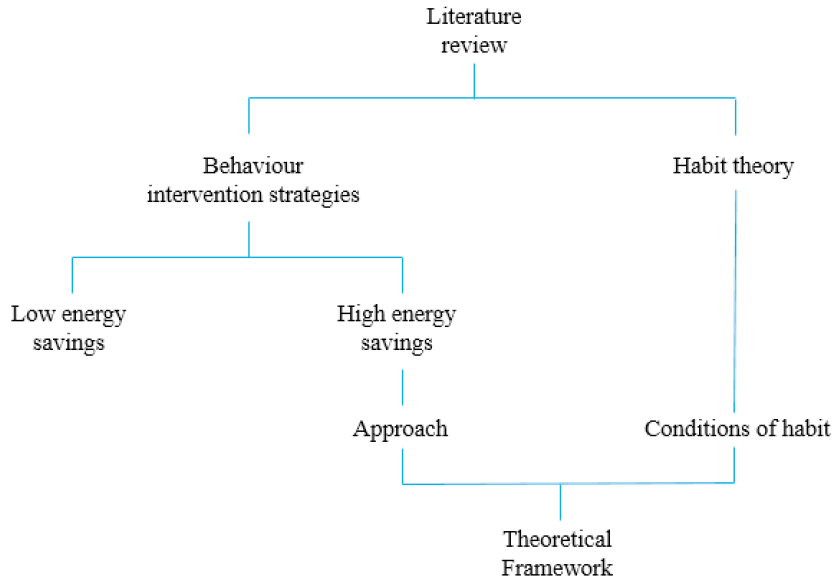 Literature
review
Behaviour
intervention strategies
Habit theory
Low energy
savings
High energy
savings
Approach
Conditions of habit
Theoretical
Framework